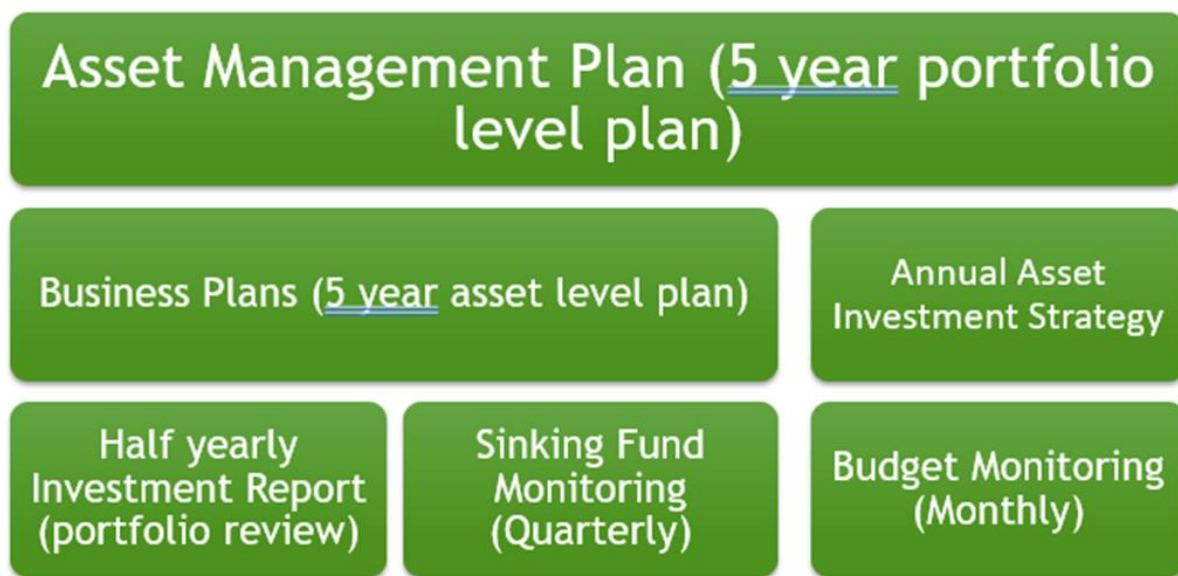 Asset Management Plan (5 year portfolio
level plan)
Business Plans (5 year asset level plan)
Annual Asset
Investment Strategy
Half yearly
Investment Report
(portfolio review)
Sinking Fund
Monitoring
(Quarterly)
Budget Monitoring
(Monthly)